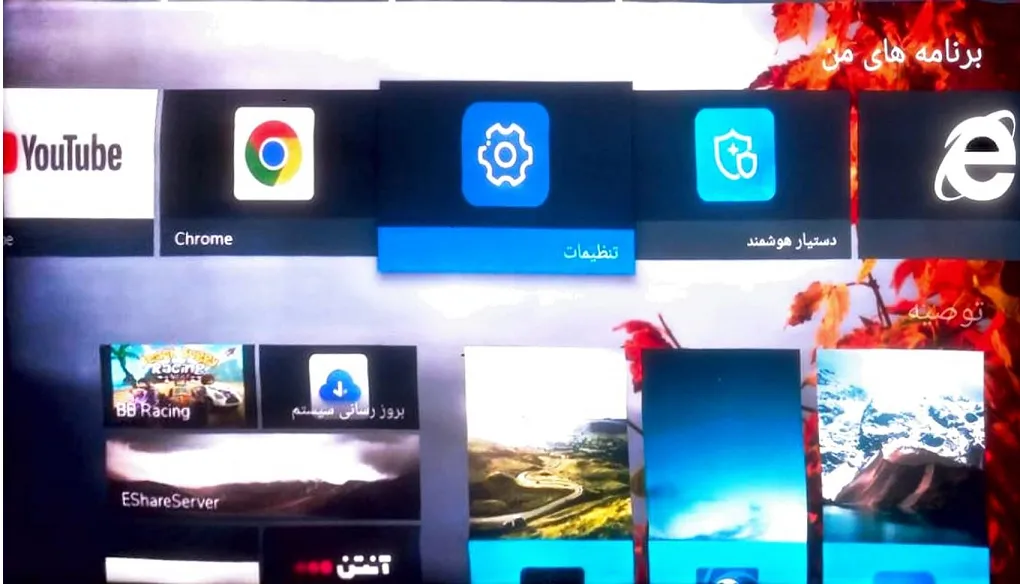 برنامه های من
YouTube
Chrome
تنظیمات
دستیار هوشمند
توصیه
BB Racing
بروز رسانی سیستم
EShareServer
آنتن